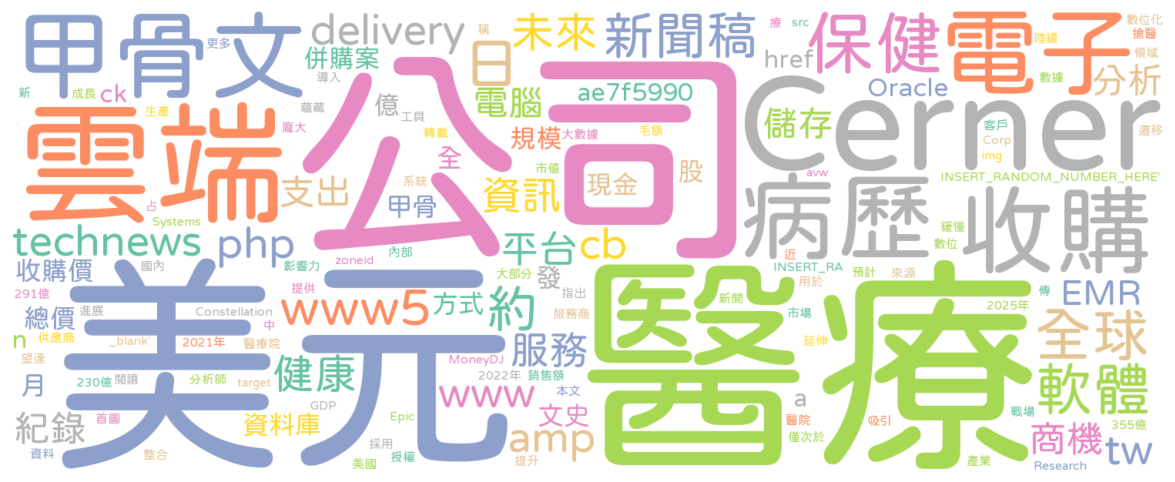 甲骨文
更多
delivery
稱
未來
新聞稿
療
src
保健
電子
數位化
搶醫
陸續
領域
併購案
導入
日
href
數據
分析
新
成長
ck
生產
蘊藏
億
工具
電腦
ae7f5990
Oracle
儲存
客戶
Corp
img
遷移
雲端
龐大
轉載
規模
大數據
毛額
公司
Cerner
全
市值
股
avw
INSERT_RANDOM_NUMBER_HERE'
支出
系統
資訊
現金
甲骨
病歷
收購
占
Systems
緩慢
數位
technews
php
內部
平台
cb
近
INSERT_RA
zoneid
收購價
國內
影響力
大部分
發
指出
預計
來源
用於
291億
提供
www5
方式
約
新聞
2025年
傳
EMR
總價
進展
Constellation
中
服務商
市場
全球
n
供應商
_blank'
2021年
醫療院
服務
延伸
望遠
美元
醫療
MoneyDJ
月
230億
閱讀
分析師
target
健康
2022年
銷售額
本文
軟體
www
GDP
a
戰場
紀錄
首圖
資料庫
Epic
文史
醫院
吸引
355億
採用
amp
僅次於
商機
tw
資料
整合
美國
授權
提升
產業
Research